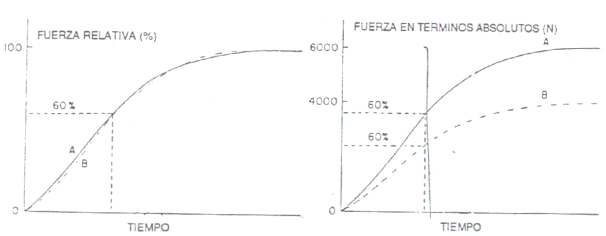 FUERZA RELATIVA (%)
100
60%
A
B
0
TIEMPO
FUERZA EN TERMINOS ABSOLUTOS (N)
6000
A
4000
B
60%
60%
0
TIEMPO